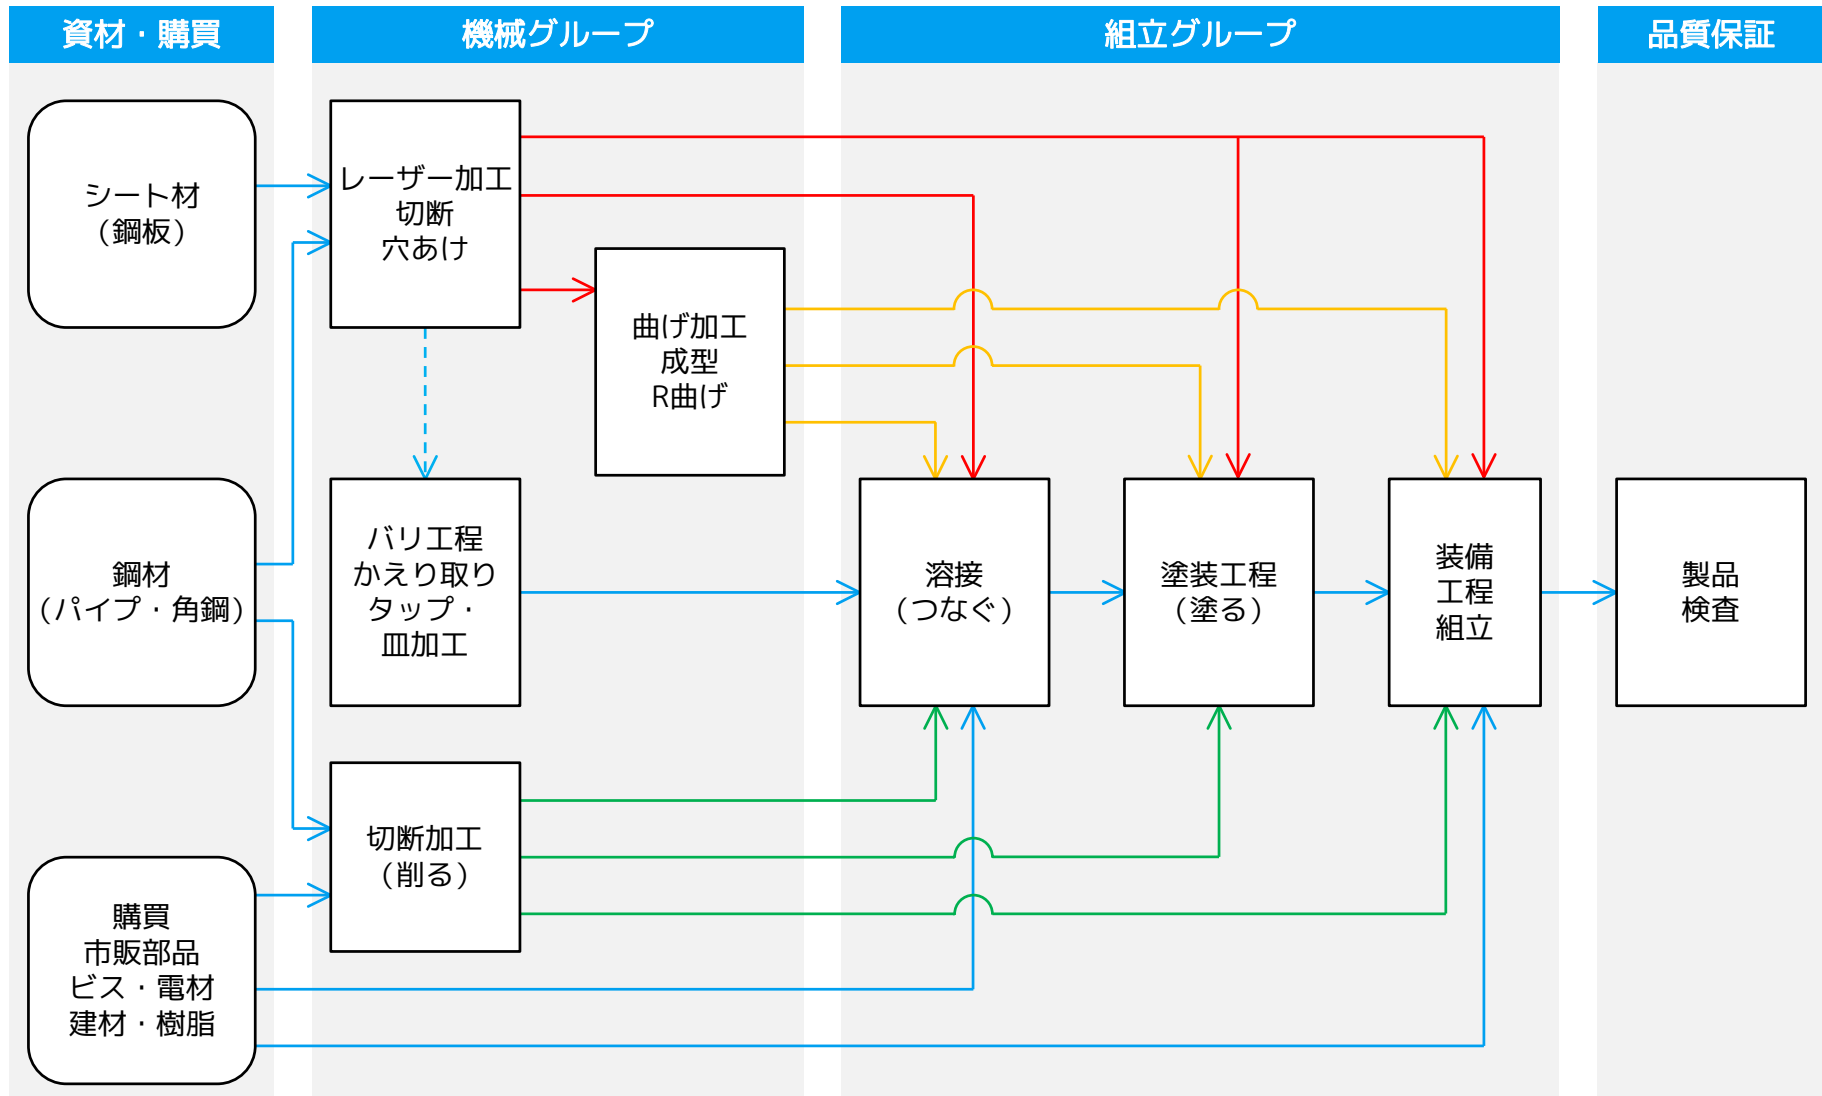 資材・購買
機械グループ
組立グループ
品質保証
シート材
（鋼板）
鋼材
（パイプ・角鋼）
購買
市販部品
ビス・電材
建材・樹脂
レーザー加工
切断
穴あけ
曲げ加工
成型
R曲げ
バリ工程
かえり取り
タップ・
皿加工
切断加工
（削る）
溶接
（つなぐ）
塗装工程
（塗る）
装備
工程
組立
製品
検査